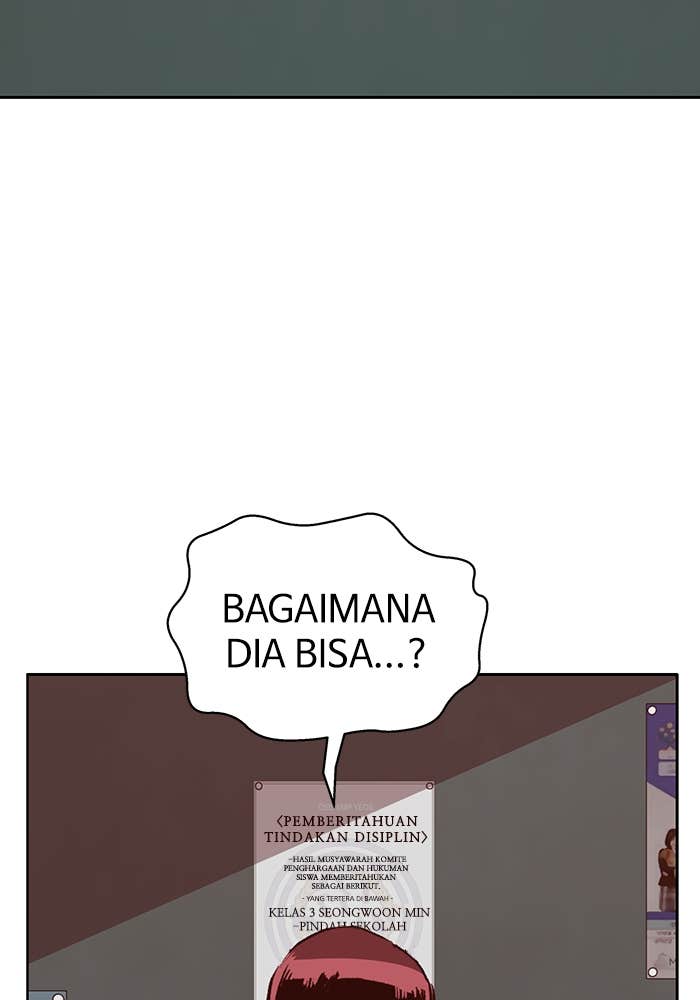 BAGAIMANA
DIA BISA...?
〈PEMBERITAHUAN
TINDAKAN DISIPLIN〉
-HASIL MUSYAWARAH KOMITE
PENGHARGAAN DAN HUKUMAN
SISWA MEMBERITAHUKAN
SEBAGAI BERIKUT.
- YANG TERTERA DI BAWAH -
KELAS 3 SEONGWOON MIN
-PINDAH SEKOLAH